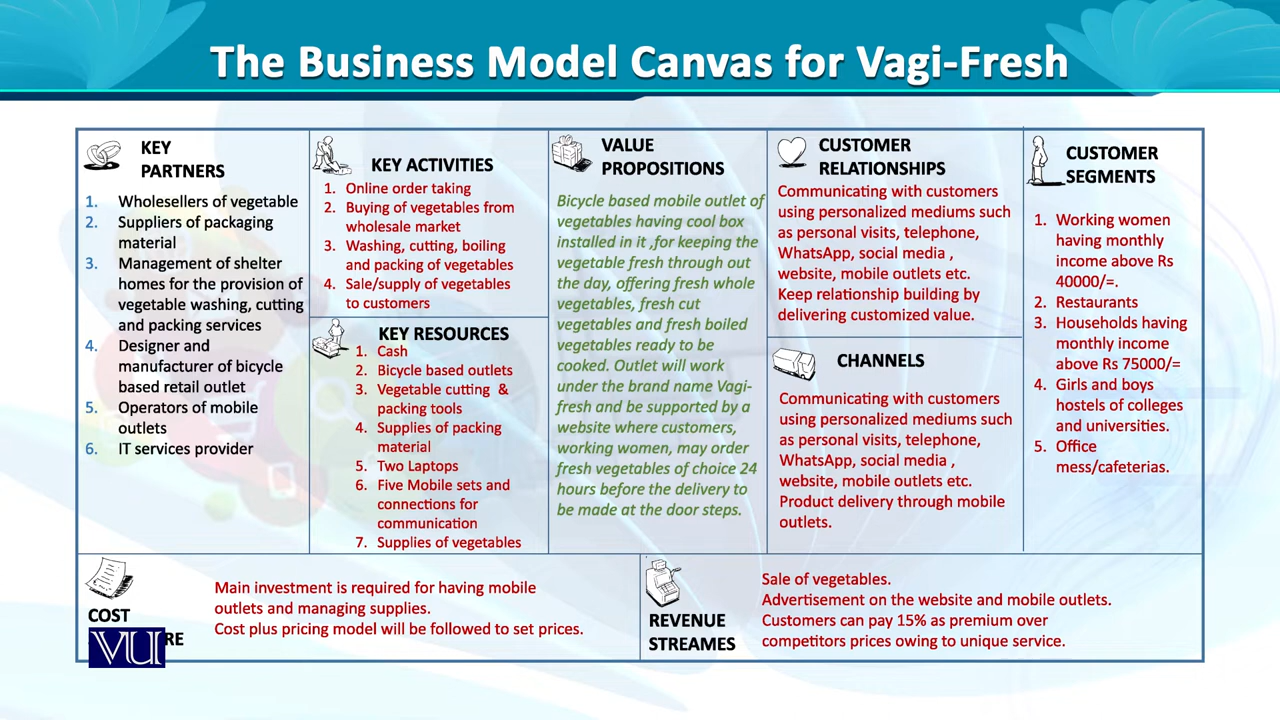 The Business Model Canvas for Vagi-Fresh
KEY
PARTNERS
1. Wholesellers of vegetable
2. Suppliers of packaging
material
3. Management of shelter
homes for the provision of
vegetable washing, cutting
and packing services
4. Designer and
manufacturer of bicycle
based retail outlet
5. Operators of mobile
outlets
6. IT services provider
KEY ACTIVITIES
1. Online order taking
2. Buying of vegetables from
wholesale market
3. Washing, cutting, boiling
and packing of vegetables
4. Sale/supply of vegetables
to customers
KEY RESOURCES
1. Cash
2. Bicycle based outlets
3. Vegetable cutting &
packing tools
4. Supplies of packing
material
5. Two Laptops
6. Five Mobile sets and
connections for
communication
7. Supplies of vegetables
VALUE
PROPOSITIONS
Bicycle based mobile outlet of
vegetables having cool box
installed in it ,for keeping the
vegetable fresh through out
the day, offering fresh whole
vegetables, fresh cut
vegetables and fresh boiled
vegetables ready to be
cooked. Outlet will work
under the brand name Vagi-
fresh and be supported by a
website where customers,
working women, may order
fresh vegetables of choice 24
hours before the delivery to
be made at the door steps.
CUSTOMER
RELATIONSHIPS
Communicating with customers
using personalized mediums such
as personal visits, telephone,
WhatsApp, social media ,
website, mobile outlets etc.
Keep relationship building by
delivering customized value.
CHANNELS
Communicating with customers
using personalized mediums such
as personal visits, telephone,
WhatsApp, social media ,
website, mobile outlets etc.
Product delivery through mobile
outlets.
CUSTOMER
SEGMENTS
1. Working women
having monthly
income above Rs
40000/=.
2. Restaurants
3. Households having
monthly income
above Rs 75000/=
4. Girls and boys
hostels of colleges
and universities.
5. Office
mess/cafeterias.
COST
RE
VU
Main investment is required for having mobile
outlets and managing supplies.
Cost plus pricing model will be followed to set prices.
REVENUE
STREAMES
Sale of vegetables.
Advertisement on the website and mobile outlets.
Customers can pay 15% as premium over
competitors prices owing to unique service.